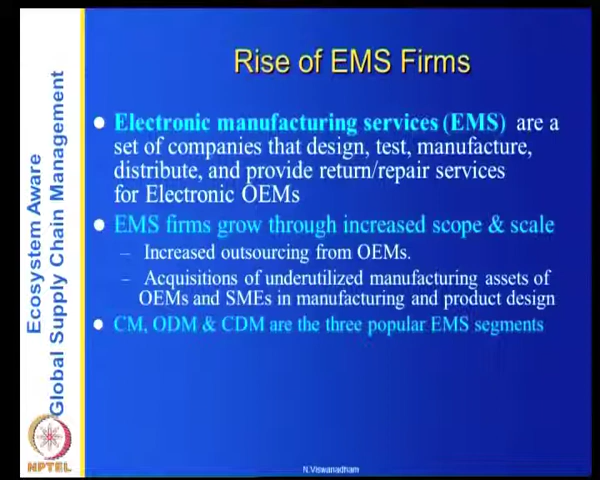 Rise of EMS Firms
Electronic manufacturing services (EMS) are a
set of companies that design, test, manufacture,
distribute, and provide return/repair services
for Electronic OEMs
EMS firms grow through increased scope & scale
– Increased outsourcing from OEMs.
– Acquisitions of underutilized manufacturing assets of
OEMs and SMEs in manufacturing and product design
CM, ODM & CDM are the three popular EMS segments
Ecosystem Aware
Global Supply Chain Management
NPTEL
N.Viswanadham